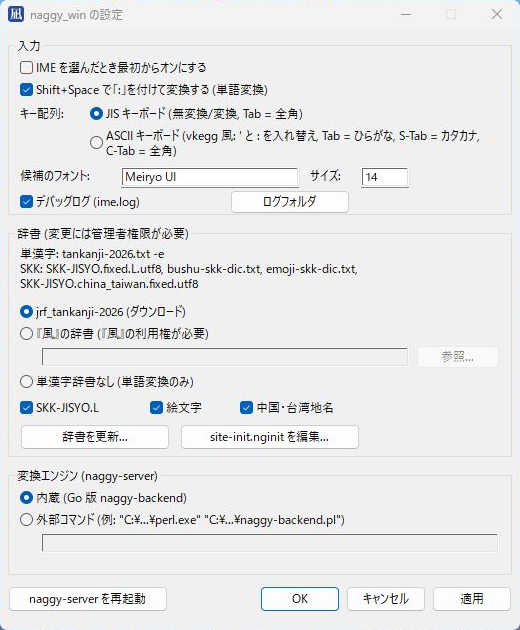 凪 naggy_win の設定
入力
IME を選んだとき最初からオンにする
Shift+Space で「:」を付けて変換する (単語変換)
キー配列:
JIS キーボード (無変換/変換, Tab = 全角)
ASCII キーボード (vkegg 風: ' と : を入れ替え, Tab = ひらがな, S-Tab = カタカナ,
C-Tab = 全角)
候補のフォント: Meiryo UI サイズ: 14
デバッグログ (ime.log) ログフォルダ
辞書 (変更には管理者権限が必要)
単漢字: tankanji-2026.txt -e
SKK: SKK-JISYO.fixed.L.utf8, bushu-skk-dic.txt, emoji-skk-dic.txt,
SKK-JISYO.china_taiwan.fixed.utf8
jrf_tankanji-2026 (ダウンロード)
『風』の辞書 (『風』の利用権が必要)
参照...
単漢字辞書なし (単語変換のみ)
SKK-JISYO.L 絵文字 中国・台湾地名
辞書を更新... site-init.nginit を編集...
変換エンジン (naggy-server)
内蔵 (Go 版 naggy-backend)
外部コマンド (例: "C:¥...¥perl.exe" "C:¥...¥naggy-backend.pl")
naggy-server を再起動 OK キャンセル 適用